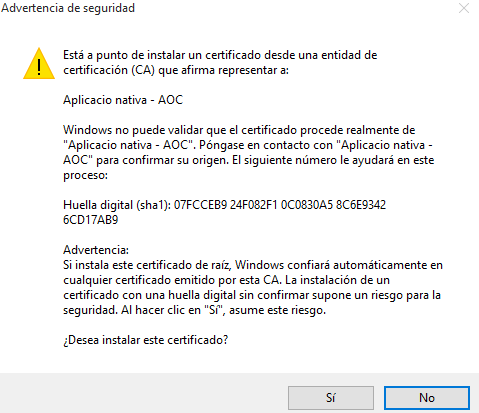 Advertencia de seguridad
Está a punto de instalar un certificado desde una entidad de
certificación (CA) que afirma representar a:
Aplicacio nativa - AOC
Windows no puede validar que el certificado procede realmente de
"Aplicacio nativa - AOC". Póngase en contacto con "Aplicacio nativa -
AOC" para confirmar su origen. El siguiente número le ayudará en este
proceso:
Huella digital (sha1): 07FCCEB9 24F082F1 0C0830A5 8C6E9342
6CD17AB9
Advertencia:
Si instala este certificado de raíz, Windows confiará automáticamente en
cualquier certificado emitido por esta CA. La instalación de un
certificado con una huella digital sin confirmar supone un riesgo para la
seguridad. Al hacer clic en "Sí", asume este riesgo.
¿Desea instalar este certificado?
Sí
No